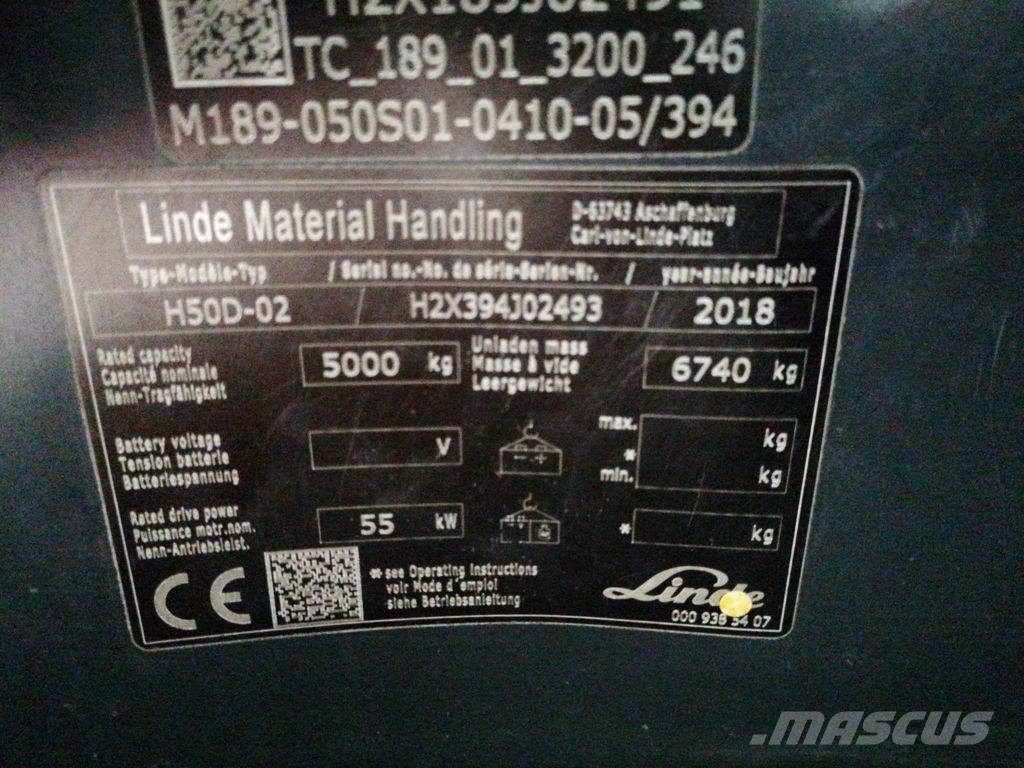 TC_189_01_3200_246
M189-050S01-0410-05/394
Linde Material Handling
D-63743 Aschaffenburg
Carl-von-Linde-Platz
Type-Modèle-Typ / Serial no.-No. de série-Serien-Nr. / year-année-Baujahr
H50D-02 / H2X394J02493 / 2018
Rated capacity
Capacité nominale
Nenn-Tragfähigkeit
5000 kg
Unladen mass
Masse à vide
Leergewicht
6740 kg
Battery voltage
Tension batterie
Batteriespannung
V
max. kg
*
min. kg
Rated drive power
Puissance motr.nom.
Nenn-Antriebsleist.
55 kW
* kg
CE
* see Operating Instructions
voir Mode d'emploi
siehe Betriebsanleitung
Linde
000 938 54 07
.MASCUS